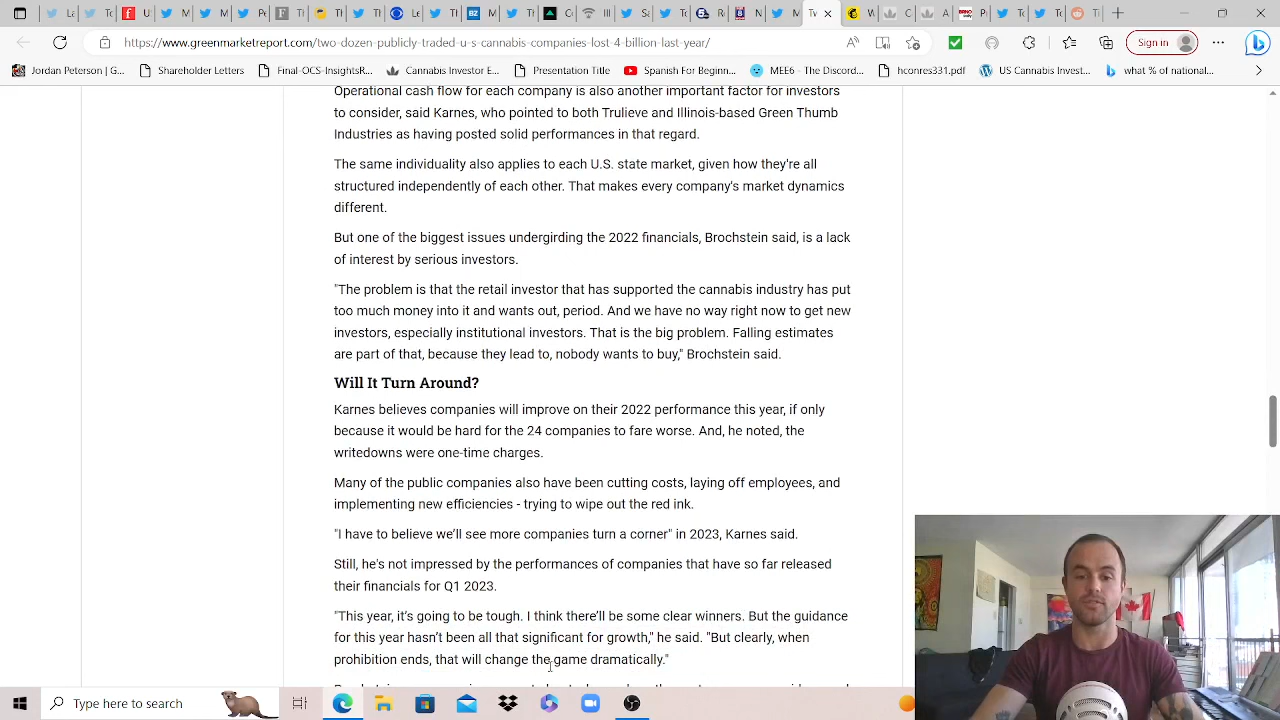 Sign in
https://www.greenmarketreport.com/two-dozen-publicly-traded-u-s-cannabis-companies-lost-4-billion-last-year/
Jordan Peterson | G...
Shareholder Letters
Final-OCS-InsightsR...
Cannabis Investor E...
Presentation Title
Spanish For Beginn...
MEE6 - The Discord...
hconres331.pdf
US Cannabis Invest...
what % of national...
Operational cash flow for each company is also another important factor for investors
to consider, said Karnes, who pointed to both Trulieve and Illinois-based Green Thumb
Industries as having posted solid performances in that regard.
The same individuality also applies to each U.S. state market, given how they're all
structured independently of each other. That makes every company's market dynamics
different.
But one of the biggest issues undergirding the 2022 financials, Brochstein said, is a lack
of interest by serious investors.
"The problem is that the retail investor that has supported the cannabis industry has put
too much money into it and wants out, period. And we have no way right now to get new
investors, especially institutional investors. That is the big problem. Falling estimates
are part of that, because they lead to, nobody wants to buy," Brochstein said.
Will It Turn Around?
Karnes believes companies will improve on their 2022 performance this year, if only
because it would be hard for the 24 companies to fare worse. And, he noted, the
writedowns were one-time charges.
Many of the public companies also have been cutting costs, laying off employees, and
implementing new efficiencies - trying to wipe out the red ink.
"I have to believe we'll see more companies turn a corner" in 2023, Karnes said.
Still, he's not impressed by the performances of companies that have so far released
their financials for Q1 2023.
"This year, it's going to be tough. I think there'll be some clear winners. But the guidance
for this year hasn't been all that significant for growth," he said. "But clearly, when
prohibition ends, that will change the game dramatically."
Type here to search